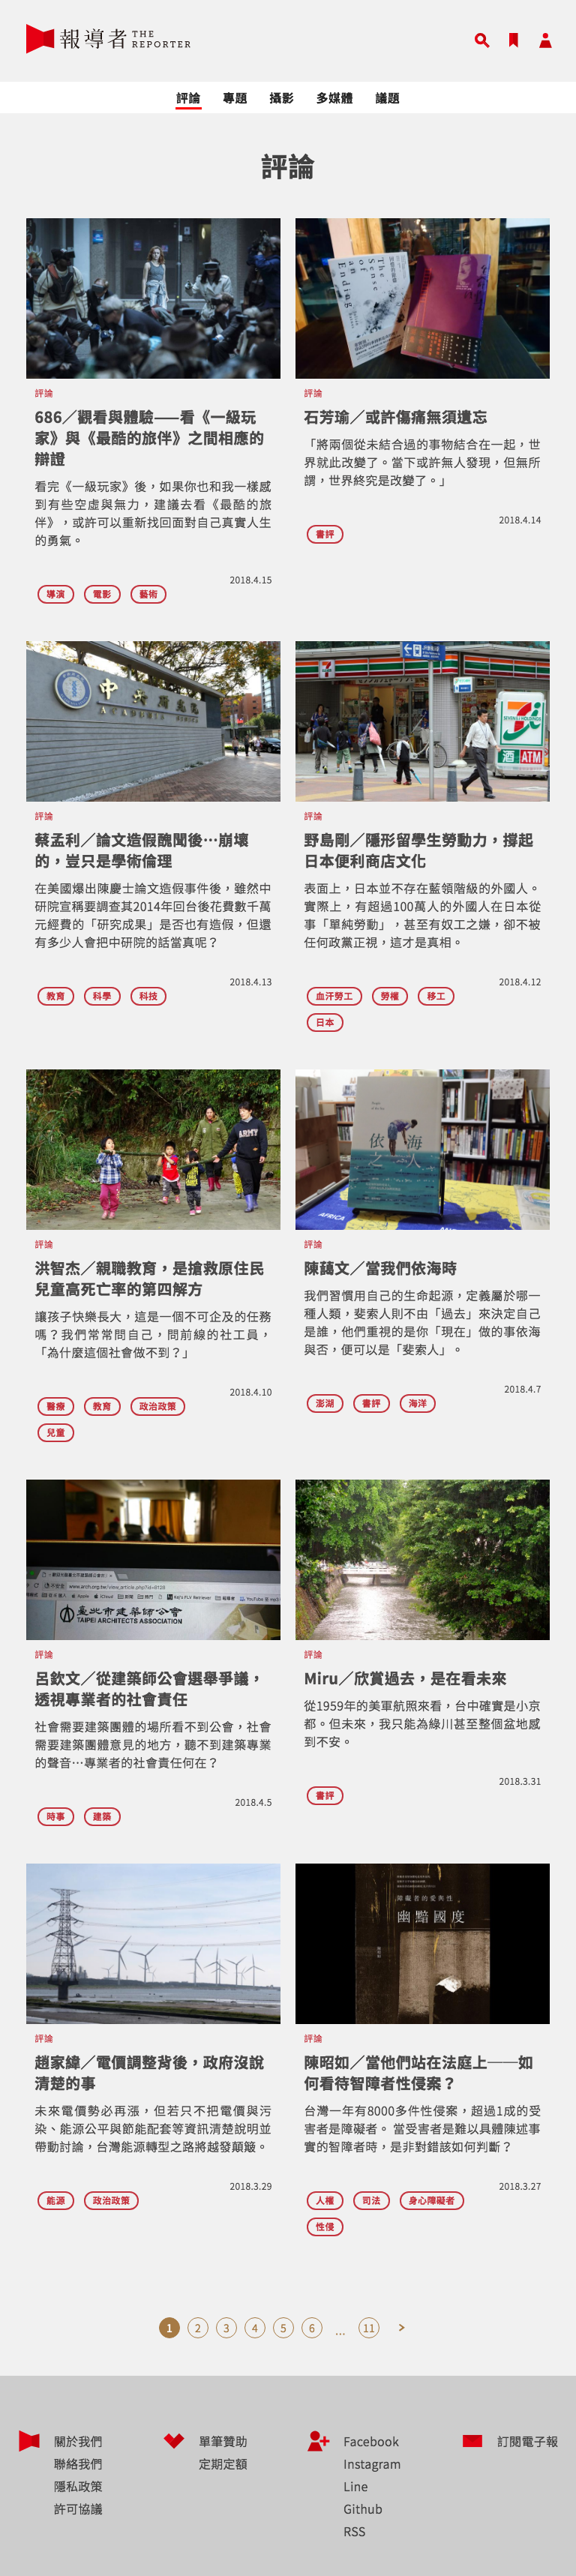 報導者 THE
REPORTER
評論 專題 攝影 多媒體 議題
評論
The Sense of an Ending
評論
686／觀看與體驗——看《一級玩
家》與《最酷的旅伴》之間相應的
辯證
看完《一級玩家》後，如果你也和我一樣感
到有些空虛與無力，建議去看《最酷的旅
伴》，或許可以重新找回面對自己真實人生
的勇氣。
2018.4.15
導演 電影 藝術
評論
石芳瑜／或許傷痛無須遺忘
「將兩個從未結合過的事物結合在一起，世
界就此改變了。當下或許無人發現，但無所
謂，世界終究是改變了。」
2018.4.14
書評
中央研究院
ACADEMIA SINICA
評論
蔡孟利／論文造假醜聞後…崩壞
的，豈只是學術倫理
在美國爆出陳慶士論文造假事件後，雖然中
研院宣稱要調查其2014年回台後花費數千萬
元經費的「研究成果」是否也有造假，但還
有多少人會把中研院的話當真呢？
2018.4.13
教育 科學 科技
7
ELEVEN
酒 ATM
評論
野島剛／隱形留學生勞動力，撐起
日本便利商店文化
表面上，日本並不存在藍領階級的外國人。
實際上，有超過100萬人的外國人在日本從
事「單純勞動」，甚至有奴工之嫌，卻不被
任何政黨正視，這才是真相。
2018.4.12
血汗勞工 勞權 移工
日本
ARMY
評論
洪智杰／親職教育，是搶救原住民
兒童高死亡率的第四解方
讓孩子快樂長大，這是一個不可企及的任務
嗎？我們常常問自己，問前線的社工員，
「為什麼這個社會做不到？」
2018.4.10
醫療 教育 政治政策
兒童
依海之人
AFRICA
評論
陳藹文／當我們依海時
我們習慣用自己的生命起源，定義屬於哪一
種人類，斐索人則不由「過去」來決定自己
是誰，他們重視的是你「現在」做的事依海
與否，便可以是「斐索人」。
2018.4.7
澎湖 書評 海洋
臺北市建築師公會
TAIPEI ARCHITECTS ASSOCIATION
評論
呂欽文／從建築師公會選舉爭議，
透視專業者的社會責任
社會需要建築團體的場所看不到公會，社會
需要建築團體意見的地方，聽不到建築專業
的聲音…專業者的社會責任何在？
2018.4.5
時事 建築
評論
Miru／欣賞過去，是在看未來
從1959年的美軍航照來看，台中確實是小京
都。但未來，我只能為綠川甚至整個盆地感
到不安。
2018.3.31
書評
評論
趙家緯／電價調整背後，政府沒說
清楚的事
未來電價勢必再漲，但若只不把電價與污
染、能源公平與節能配套等資訊清楚說明並
帶動討論，台灣能源轉型之路將越發顛簸。
2018.3.29
能源 政治政策
障礙者的愛與性
幽黯國度
評論
陳昭如／當他們站在法庭上——如
何看待智障者性侵案？
台灣一年有8000多件性侵案，超過1成的受
害者是障礙者。 當受害者是難以具體陳述事
實的智障者時，是非對錯該如何判斷？
2018.3.27
人權 司法 身心障礙者
性侵
1 2 3 4 5 6 ... 11 >
關於我們
聯絡我們
隱私政策
許可協議
單筆贊助
定期定額
Facebook
Instagram
Line
Github
RSS
訂閱電子報